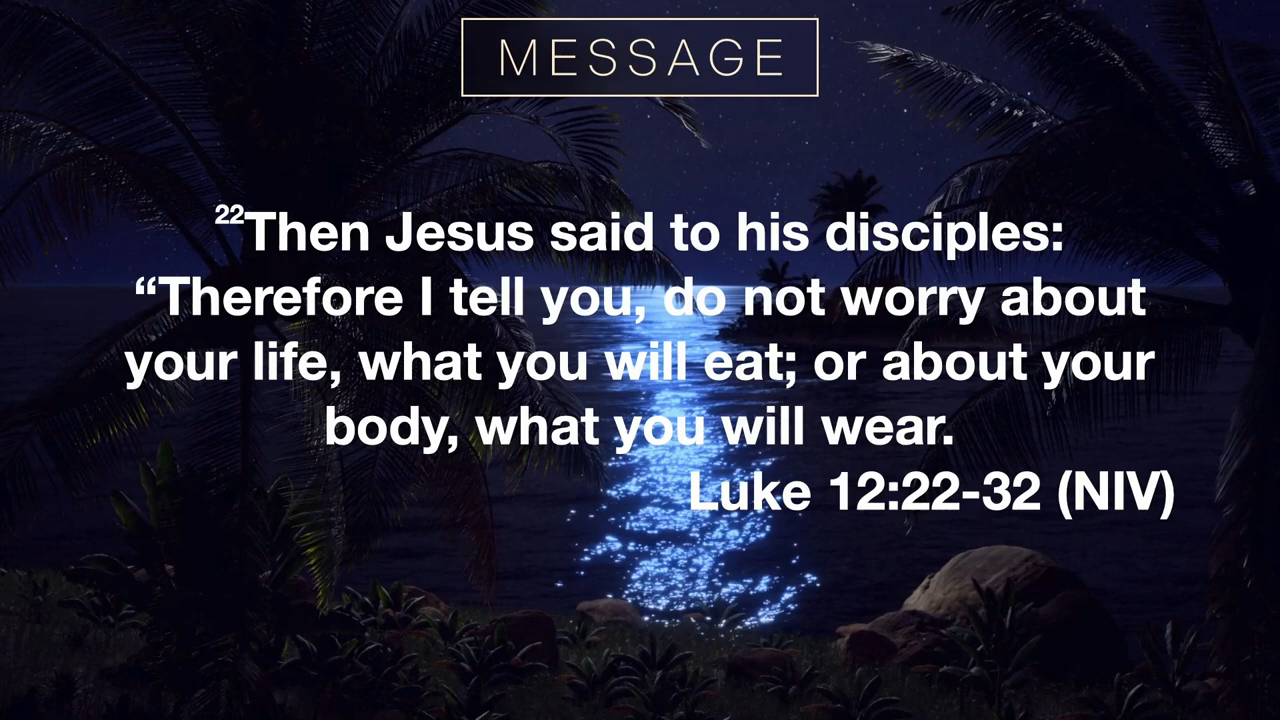 MESSAGE
22Then Jesus said to his disciples:
“Therefore I tell you, do not worry about
your life, what you will eat; or about your
body, what you will wear.
Luke 12:22-32 (NIV)